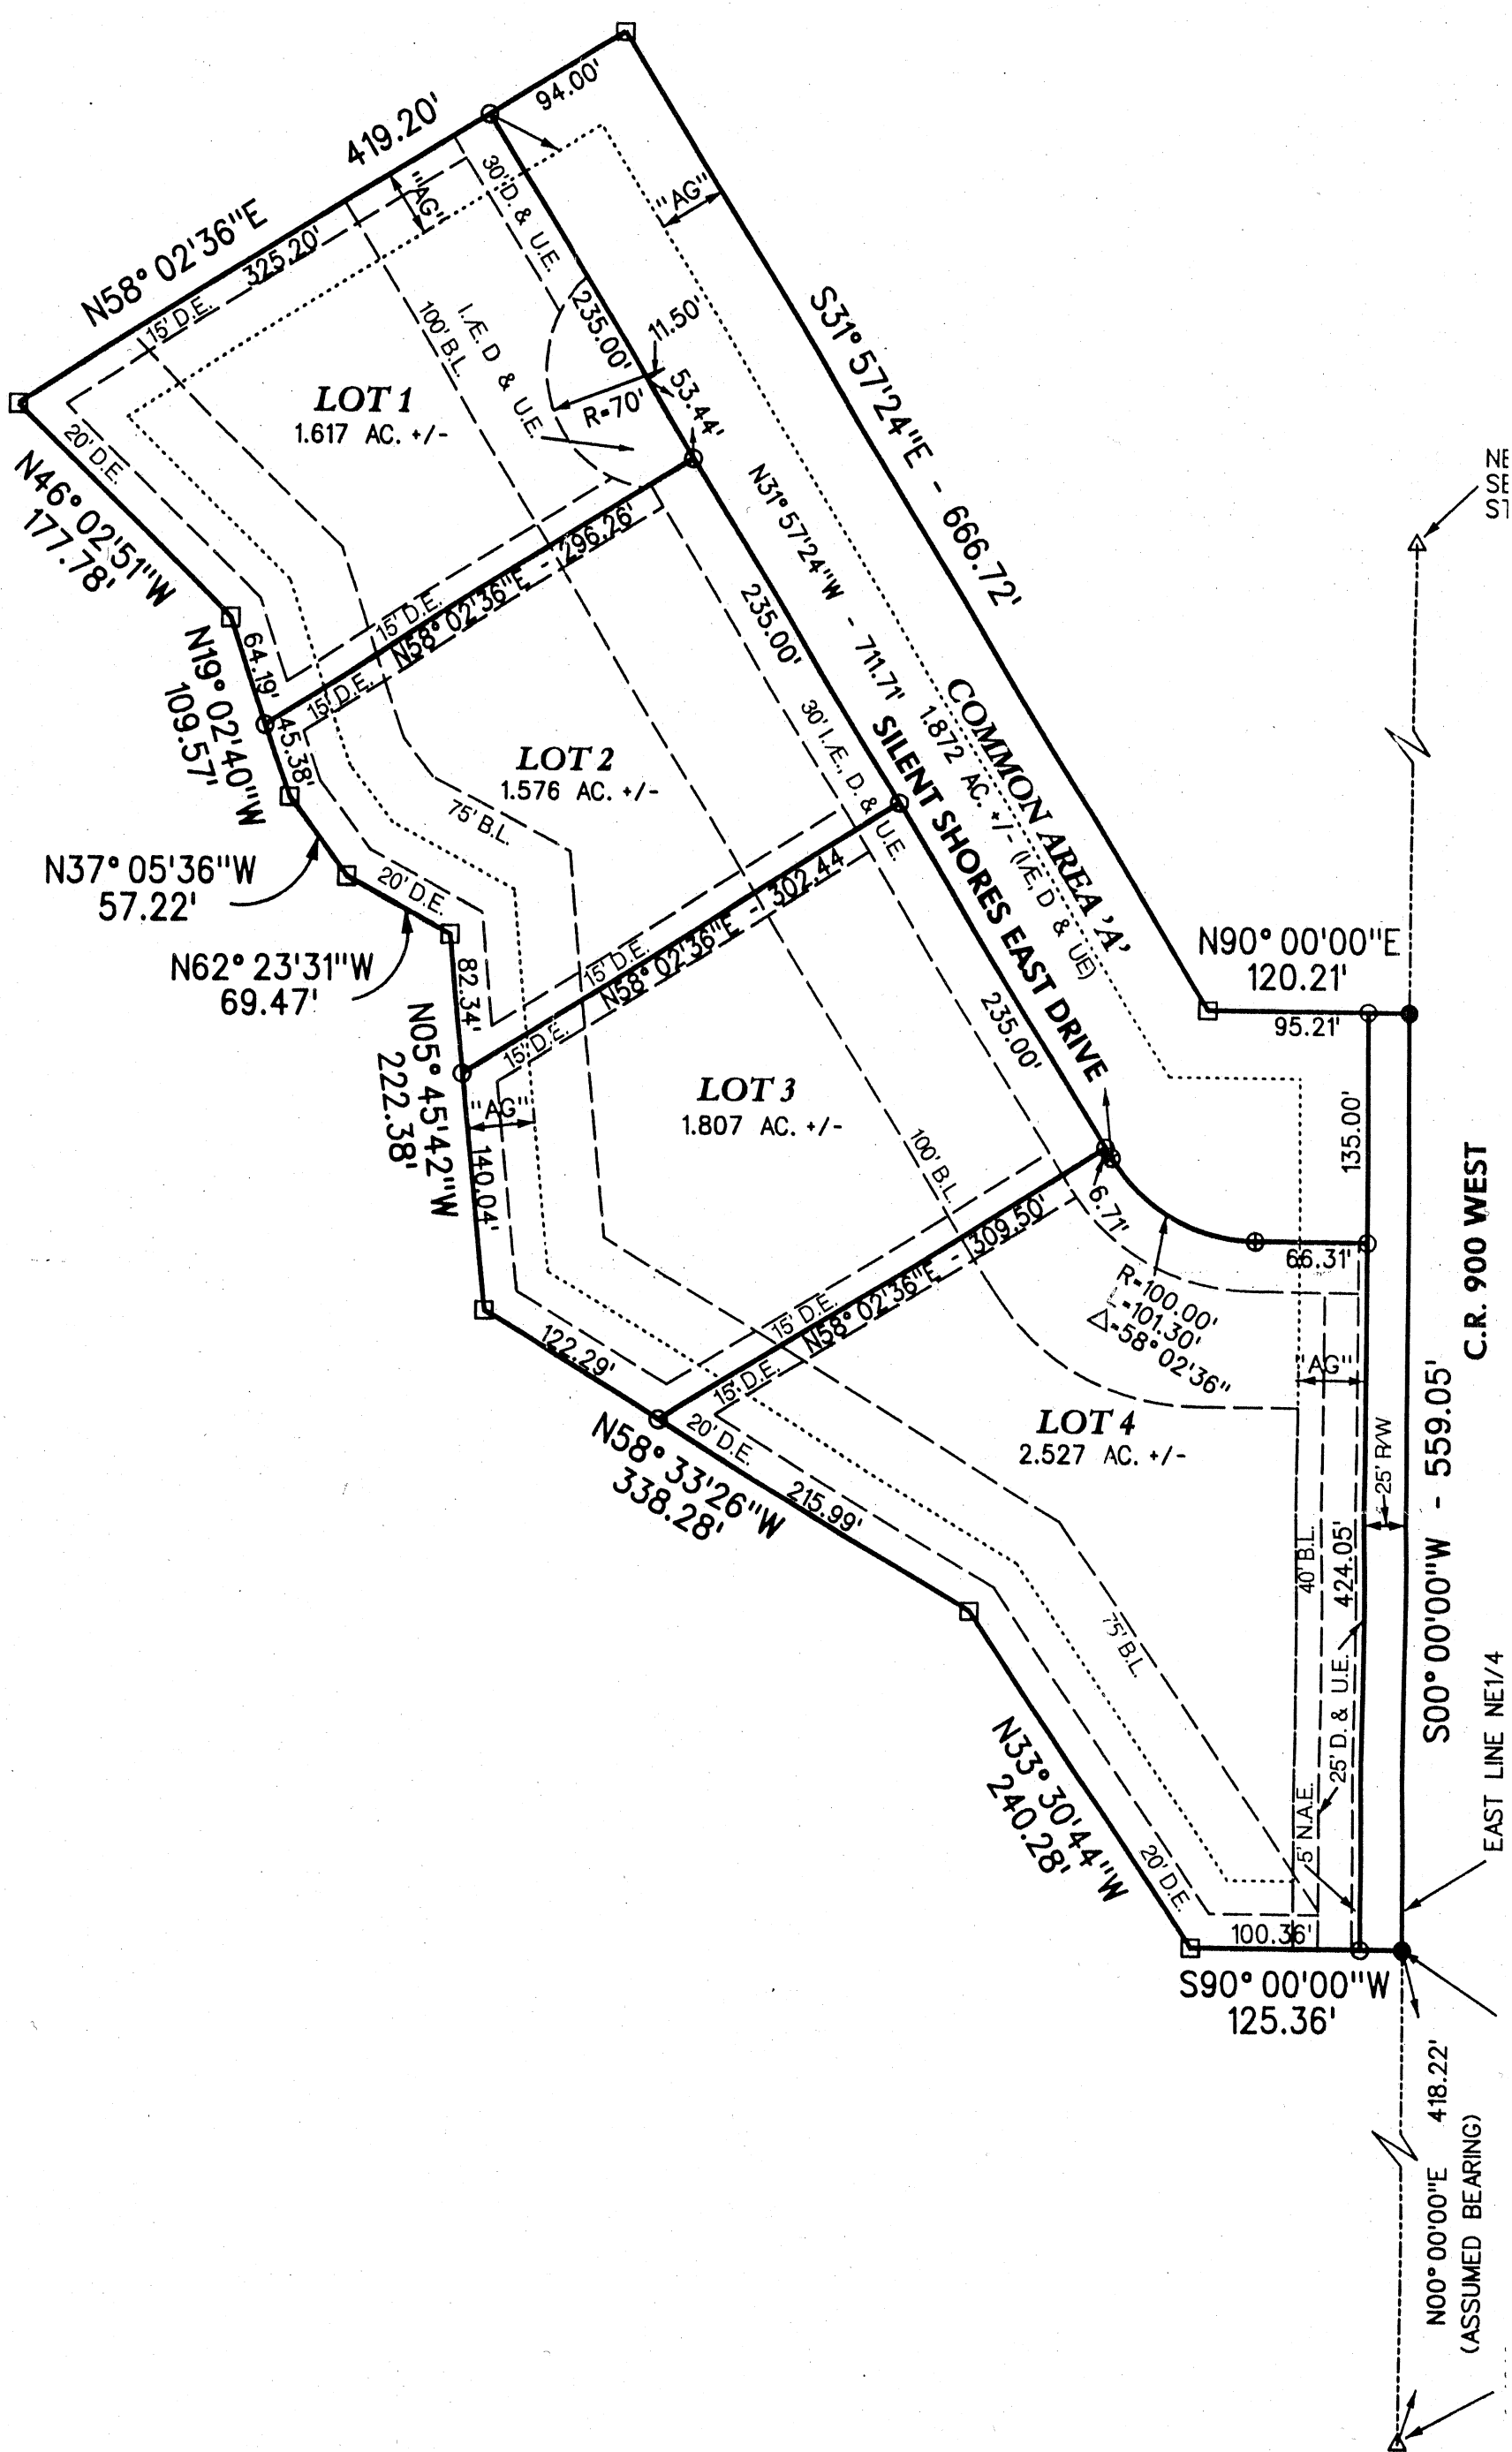 94.00'
419.20'
N58° 02'36"E
325.20'
15' D.E.
"AG"
30' D. & U.E.
"AG"
235.00'
11.50'
53.44'
R=70'
I./E. D & U.E.
100' B.L.
LOT 1
1.617 AC. +/-
20' D.E.
N46° 02'51"W
177.78'
S31° 57'24"E - 666.72'
N31° 57'24"W - 711.71'
15' D.E.
N58° 02'36"E - 296.26'
15' D.E.
64.19'
45.38'
N19° 02'40"W
109.57'
235.00'
30' I./E., D. & U.E.
LOT 2
1.576 AC. +/-
75' B.L.
COMMON AREA 'A'
1.872 AC. +/- (I/E, D & UE)
SILENT SHORES EAST DRIVE
N37° 05'36"W
57.22'
20' D.E.
N62° 23'31"W
69.47'
82.34'
15' D.E.
N58° 02'36"E - 302.44
15' D.E.
N05° 45'42"W
222.38'
"AG"
140.04'
LOT 3
1.807 AC. +/-
235.00'
100' B.L.
N90° 00'00"E
120.21'
95.21'
135.00'
6.71'
66.31'
R=100.00'
L=101.30'
△=58° 02'36"
122.29'
15' D.E.
N58° 02'36"E - 309.50'
15' D.E.
20' D.E.
N58° 33'26"W
338.28'
215.99'
LOT 4
2.527 AC. +/-
"AG"
25' R/W
40' B.L.
424.05'
25' D. & U.E.
5' N.A.E.
75' B.L.
N33° 30'44"W
240.28'
20' D.E.
100.36'
S90° 00'00"W
125.36'
C.R. 900 WEST
S00° 00'00"W - 559.05'
EAST LINE NE1/4
N00° 00'00"E 418.22'
(ASSUMED BEARING)